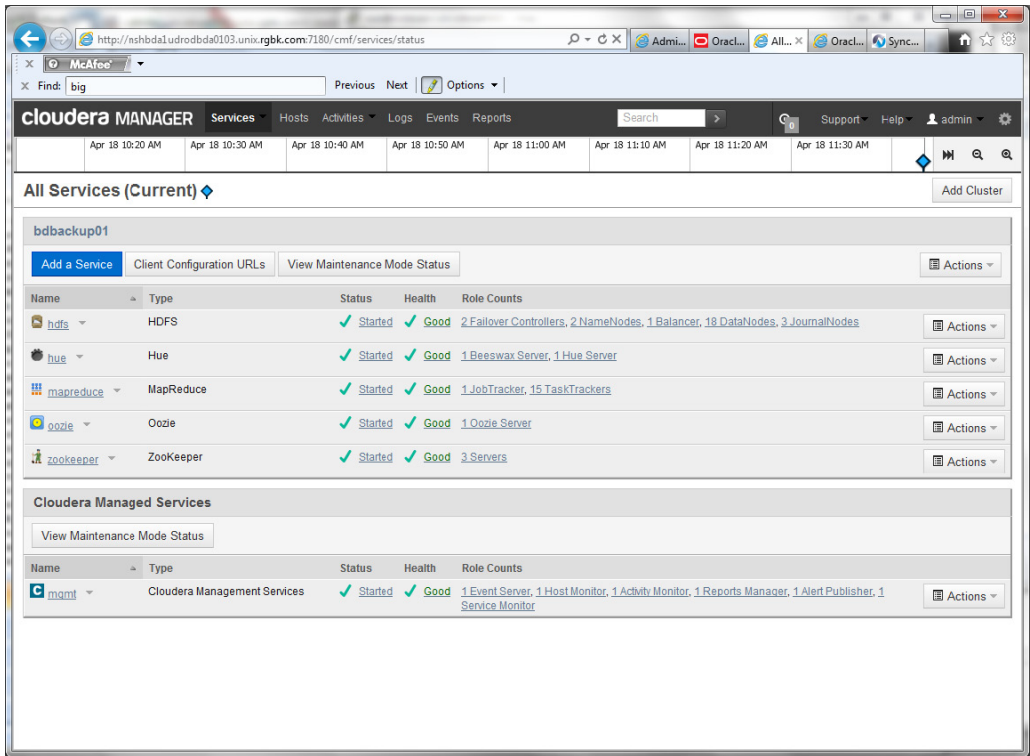 http://nshbda1udrodbda0103.unix.rgbk.com:7180/cmf/services/status
Admi...
Oracl...
All...
Oracl...
Sync...
x McAfee
x Find: big Previous Next Options
cloudera MANAGER Services Hosts Activities Logs Events Reports Search 0 Support Help admin
Apr 18 10:20 AM Apr 18 10:30 AM Apr 18 10:40 AM Apr 18 10:50 AM Apr 18 11:00 AM Apr 18 11:10 AM Apr 18 11:20 AM Apr 18 11:30 AM
All Services (Current) Add Cluster
bdbackup01
Add a Service Client Configuration URLs View Maintenance Mode Status Actions
Name Type Status Health Role Counts
hdfs HDFS Started Good 2 Failover Controllers, 2 NameNodes, 1 Balancer, 18 DataNodes, 3 JournalNodes Actions
hue Hue Started Good 1 Beeswax Server, 1 Hue Server Actions
mapreduce MapReduce Started Good 1 JobTracker, 15 TaskTrackers Actions
oozie Oozie Started Good 1 Oozie Server Actions
zookeeper ZooKeeper Started Good 3 Servers Actions
Cloudera Managed Services
View Maintenance Mode Status
Name Type Status Health Role Counts
C mgmt Cloudera Management Services Started Good 1 Event Server, 1 Host Monitor, 1 Activity Monitor, 1 Reports Manager, 1 Alert Publisher, 1 Actions
Service Monitor